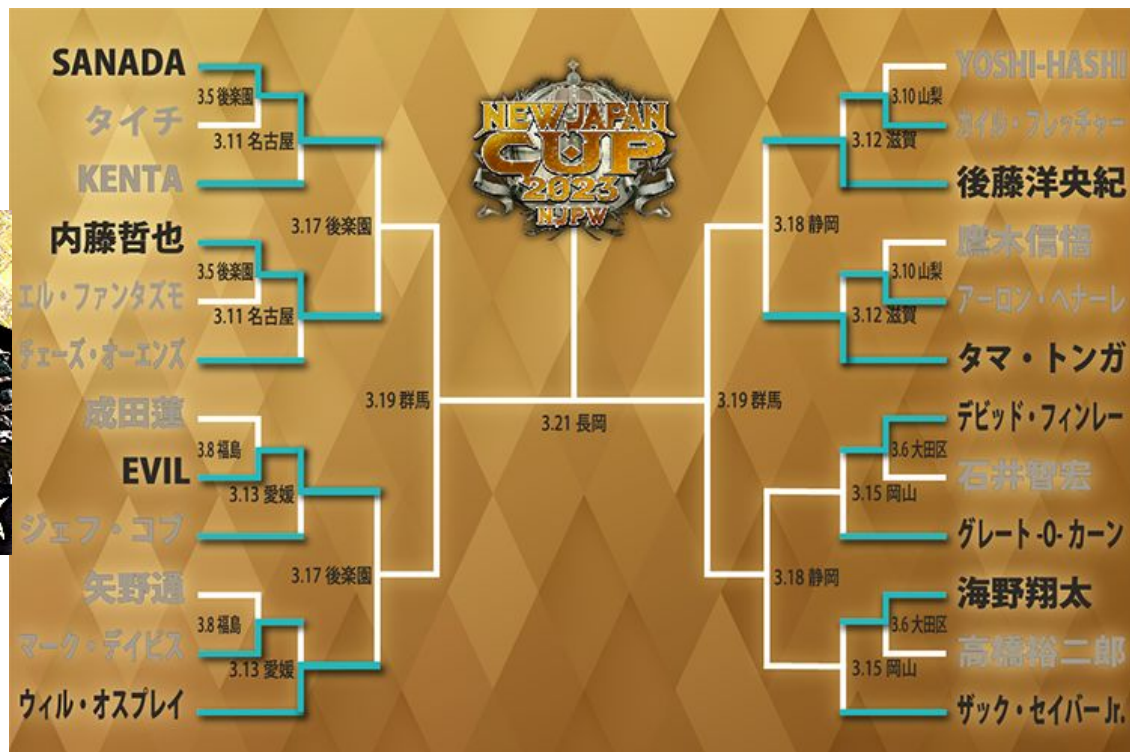 SANADA
タイチ
3.5 後楽園
3.11 名古屋
KENTA
3.17 後楽園
内藤哲也
エル・ファンタズモ
3.5 後楽園
3.11 名古屋
チェーズ・オーエンズ
3.19 群馬
成田蓮
EVIL
3.8 福島
3.13 愛媛
ジェフ・コブ
3.17 後楽園
矢野通
マーク・デイビス
3.8 福島
3.13 愛媛
ウィル・オスプレイ
NEW JAPAN
CUP
2023
NJPW
3.21 長岡
YOSHI-HASHI
カイル・フレッチャー
3.10 山梨
3.12 滋賀
後藤洋央紀
3.18 静岡
鷹木信悟
アーロン・ヘナーレ
3.10 山梨
3.12 滋賀
タマ・トンガ
3.19 群馬
デビッド・フィンレー
石井智宏
3.6 大田区
3.15 岡山
グレート-O-カーン
3.18 静岡
海野翔太
高橋裕二郎
3.6 大田区
3.15 岡山
ザック・セイバーJr.